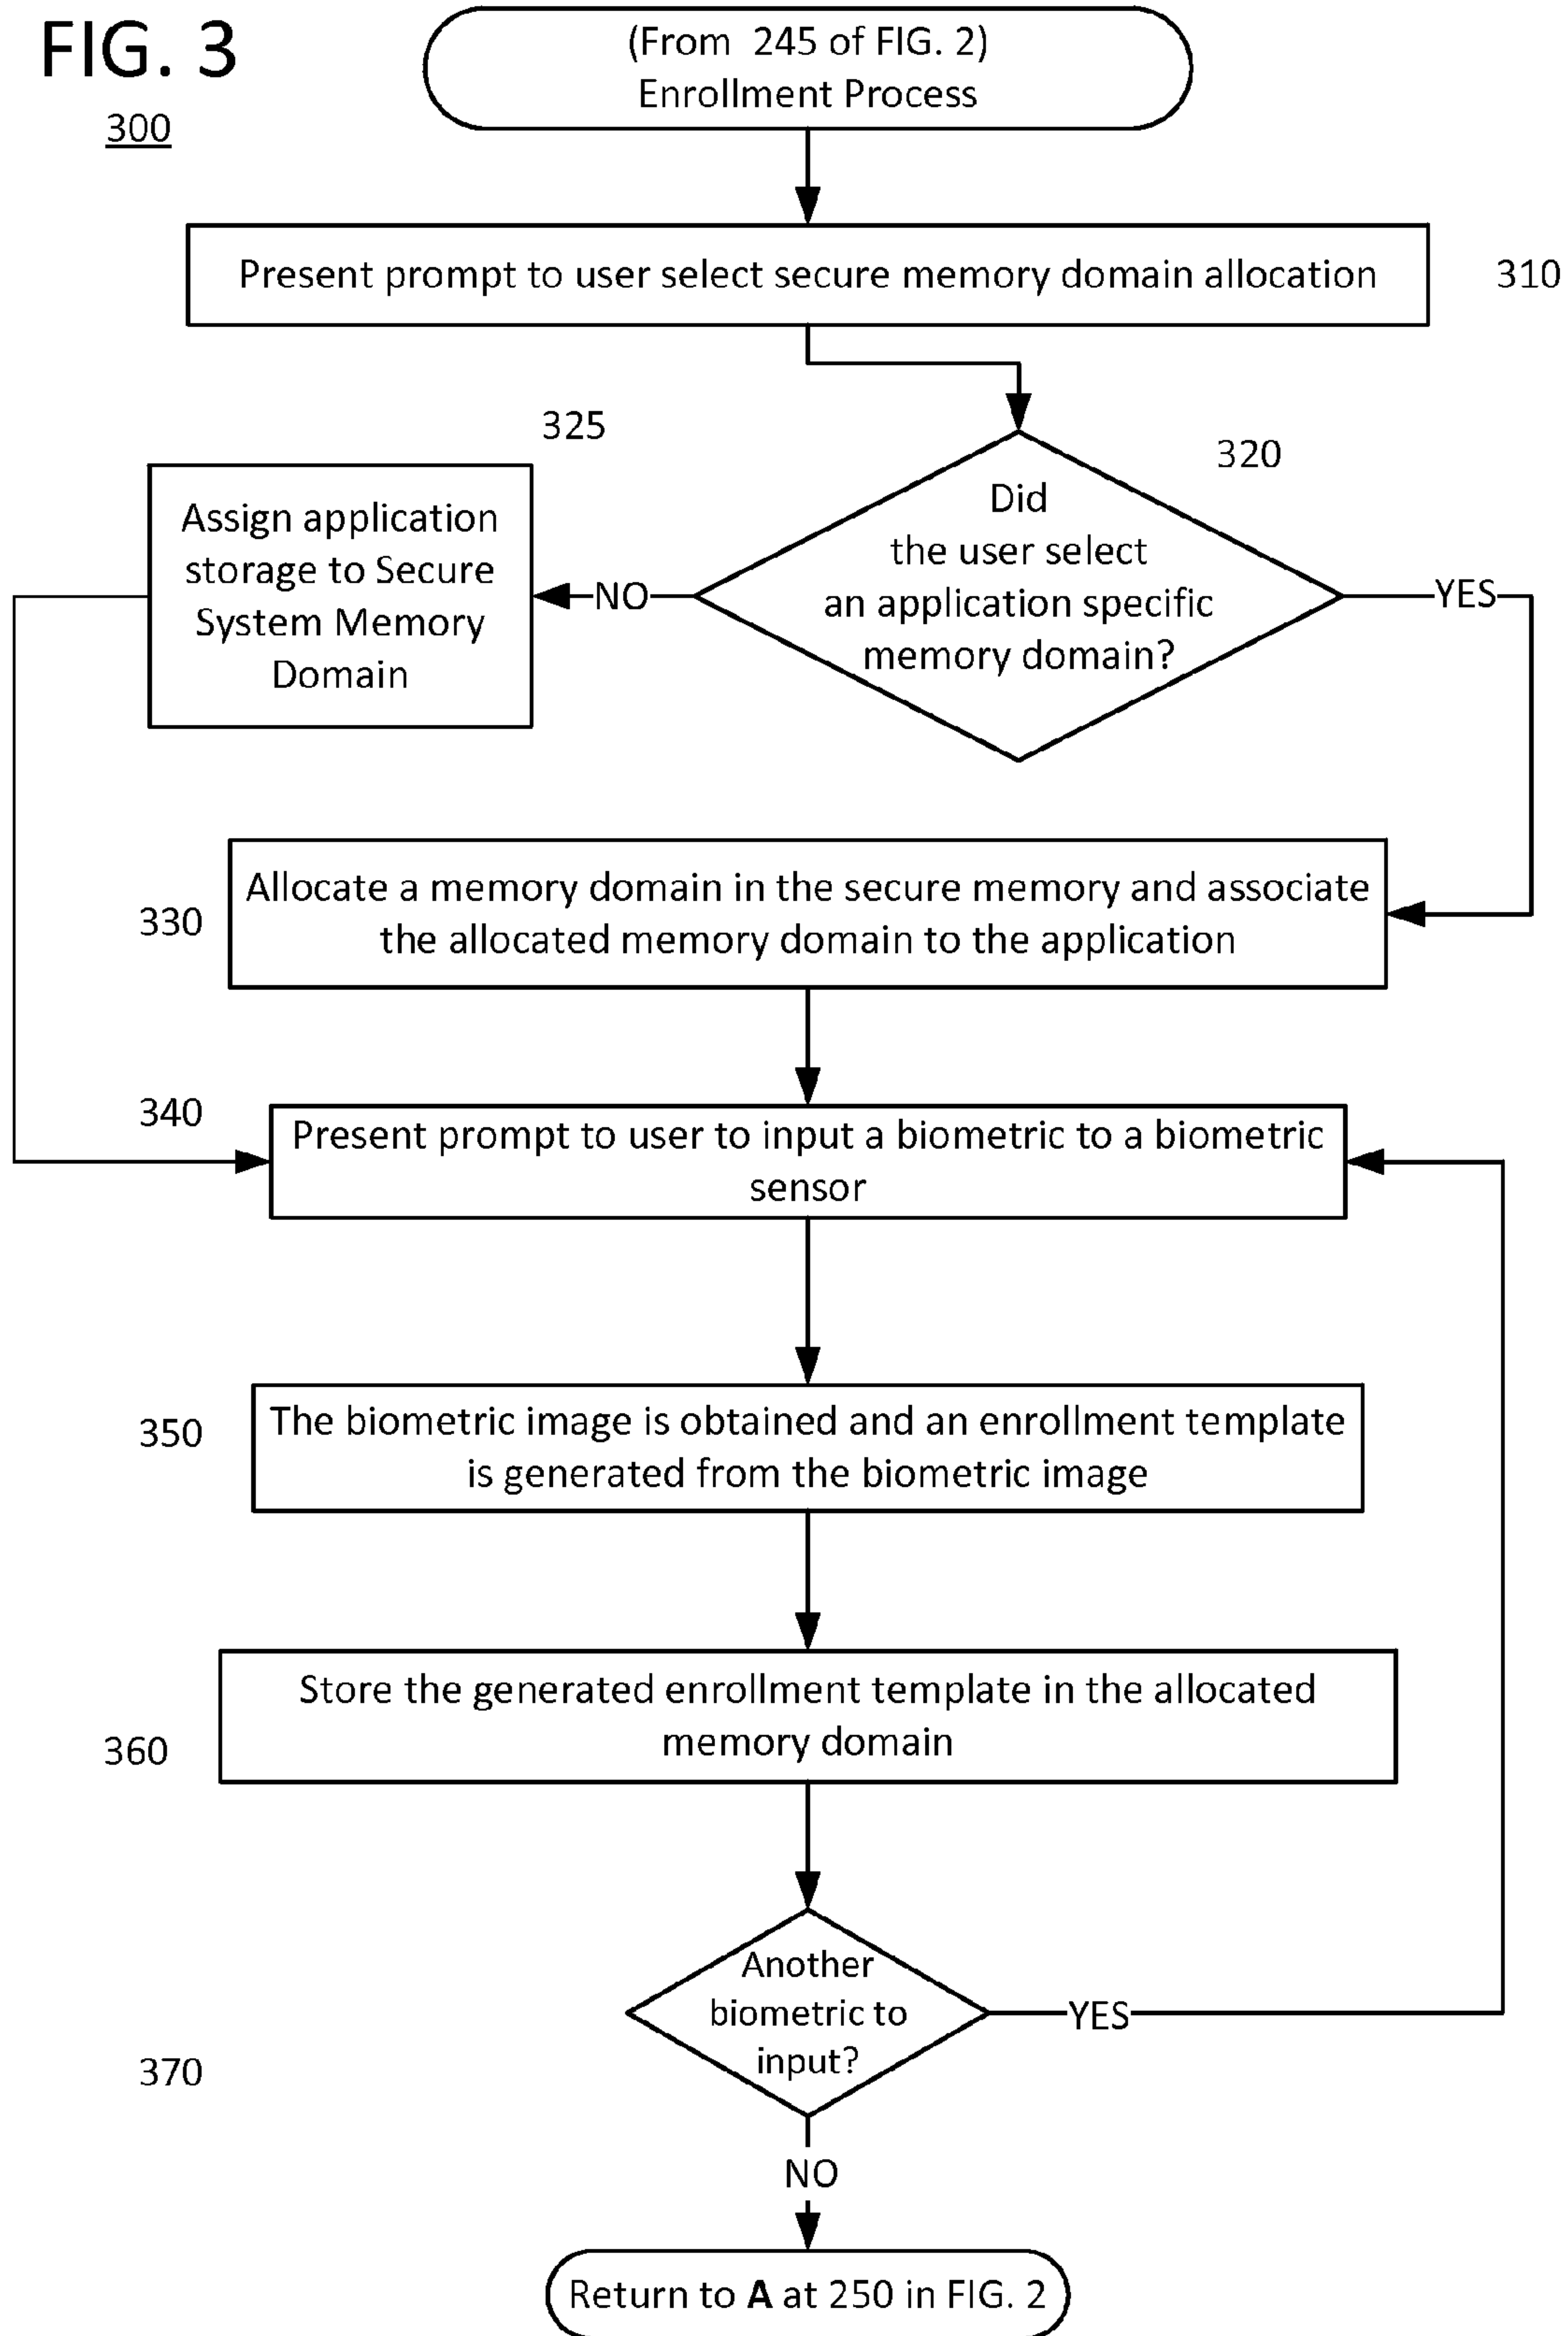 FIG. 3
300
(From 245 of FIG. 2)
Enrollment Process
Present prompt to user select secure memory domain allocation
310
325
320
Assign application
storage to Secure
System Memory
Domain
NO
Did
the user select
an application specific
memory domain?
YES
330
Allocate a memory domain in the secure memory and associate
the allocated memory domain to the application
340
Present prompt to user to input a biometric to a biometric
sensor
350
The biometric image is obtained and an enrollment template
is generated from the biometric image
360
Store the generated enrollment template in the allocated
memory domain
370
Another
biometric to
input?
YES
NO
Return to A at 250 in FIG. 2